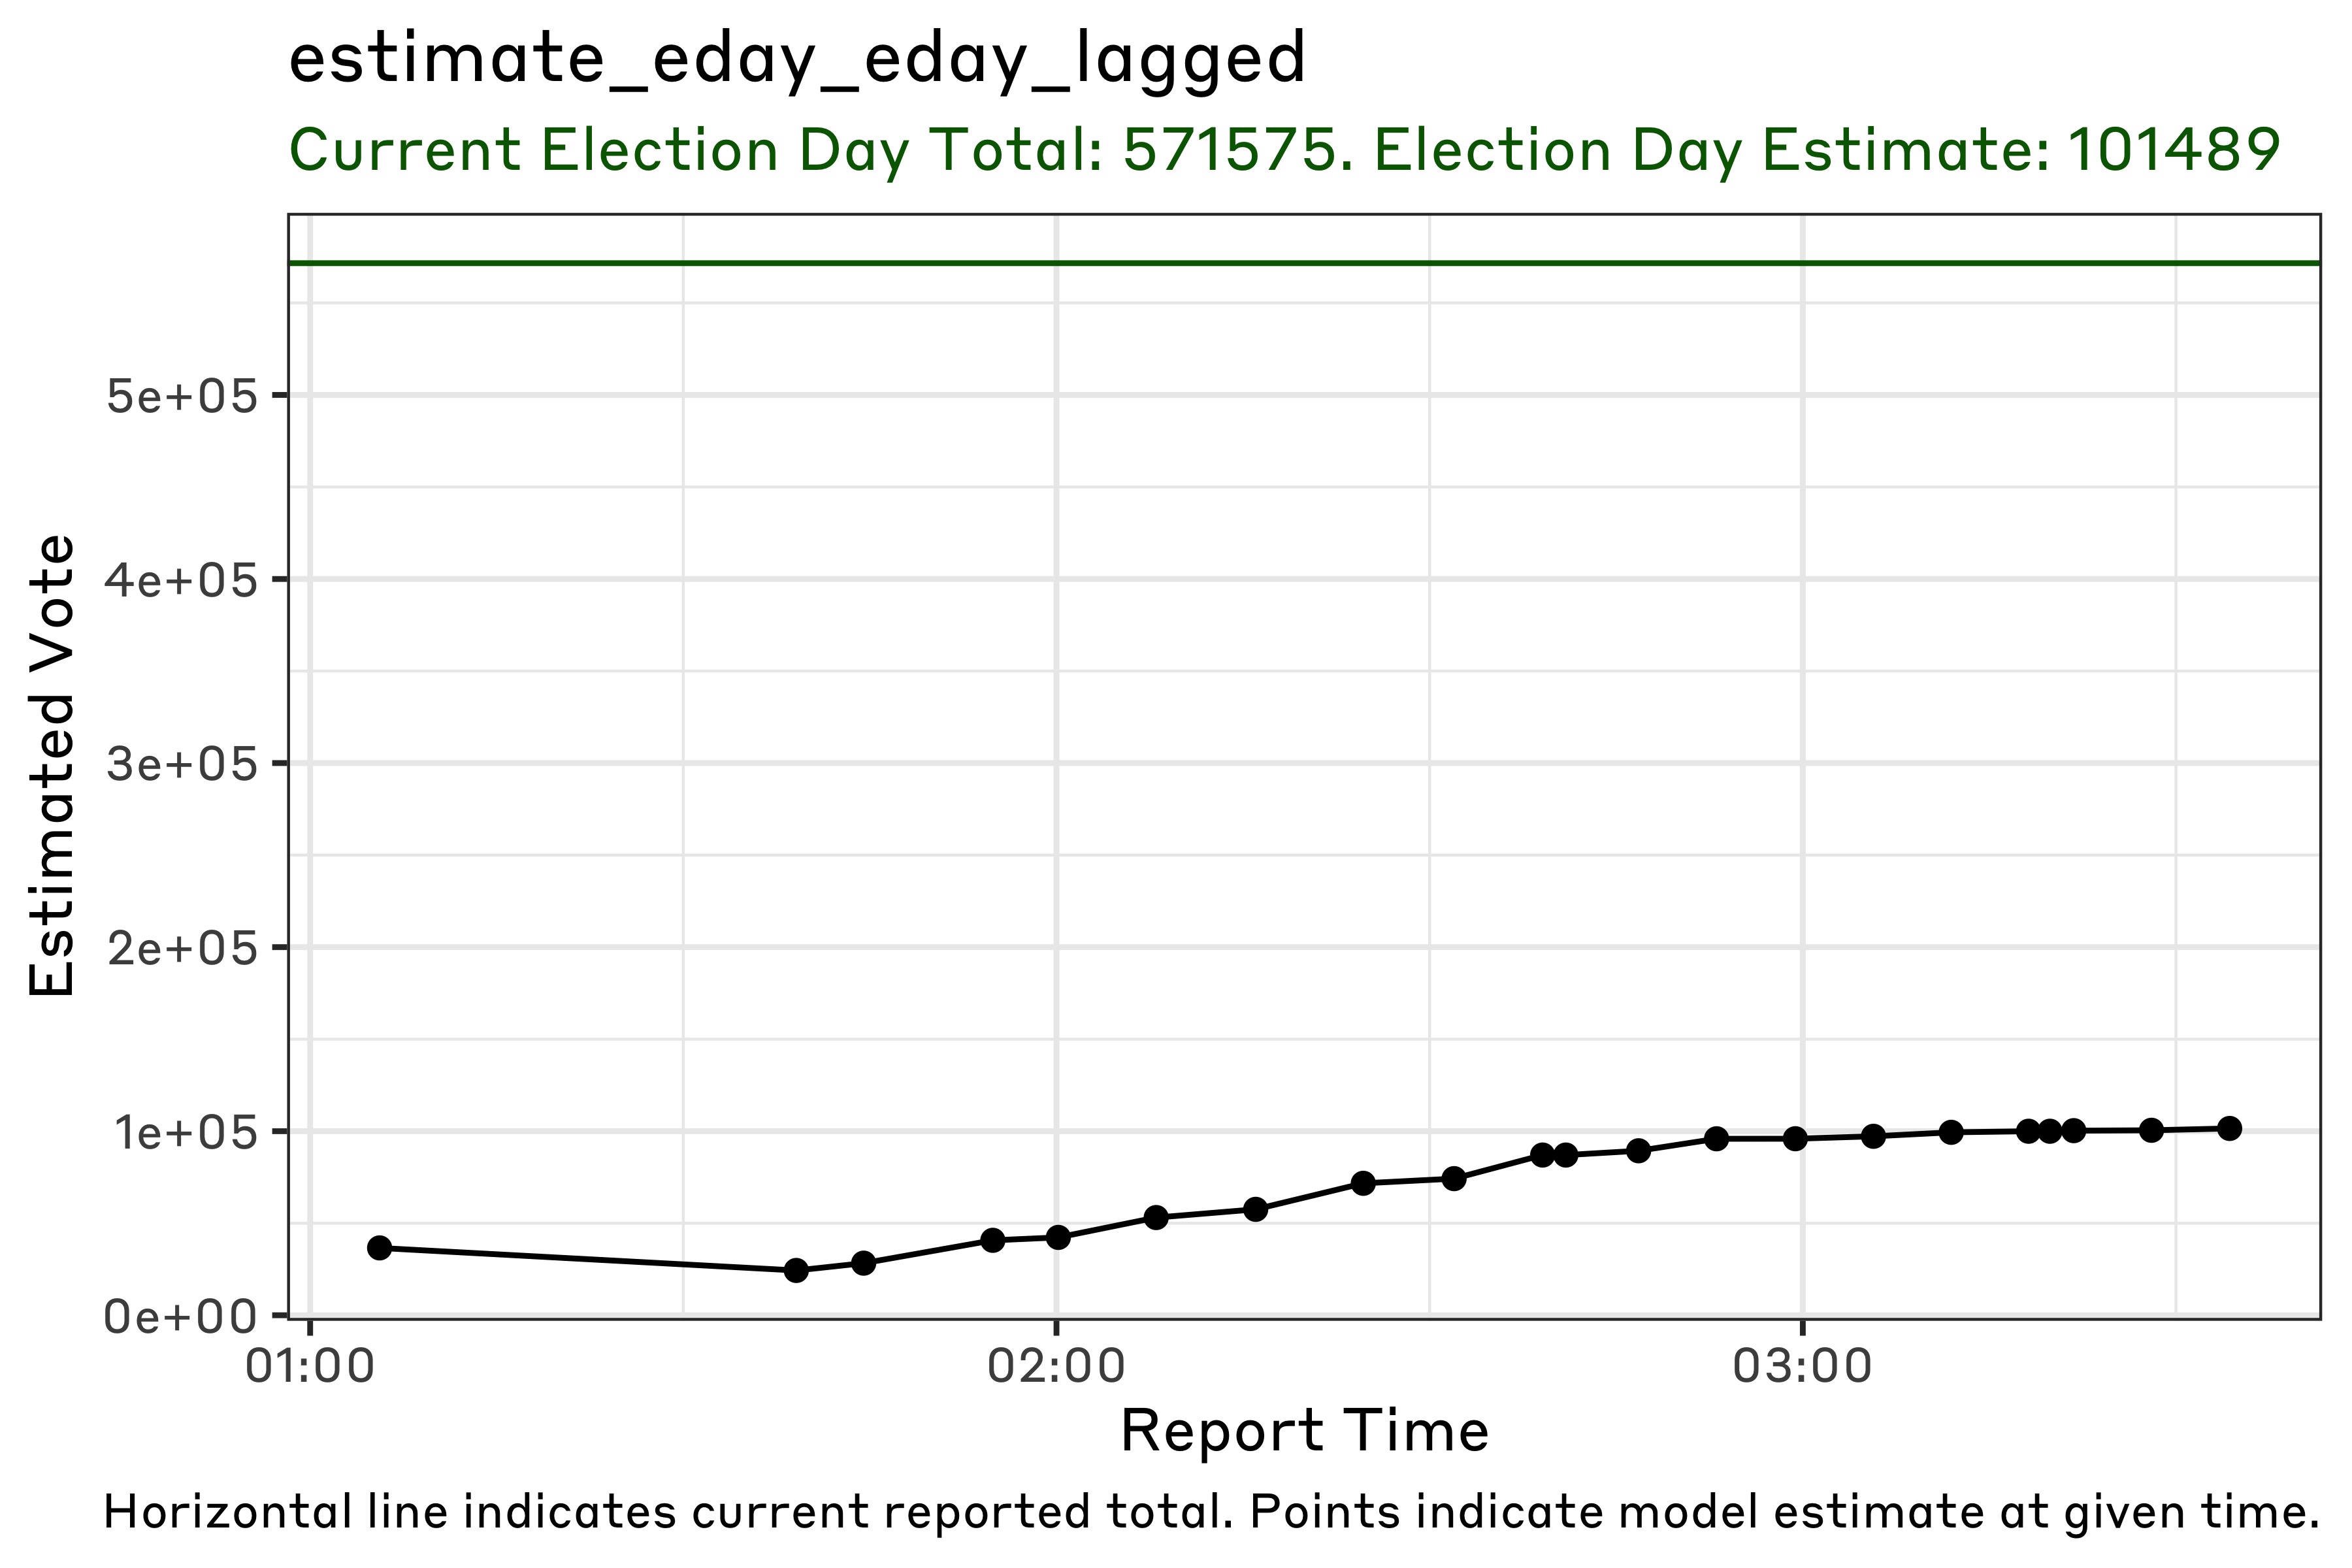 estimate_eday_eday_lagged
Current Election Day Total: 571575. Election Day Estimate: 101489
Estimated Vote
5e+05
4e+05
3e+05
2e+05
1e+05
0e+00
01:00 02:00 03:00
Report Time
Horizontal line indicates current reported total. Points indicate model estimate at given time.